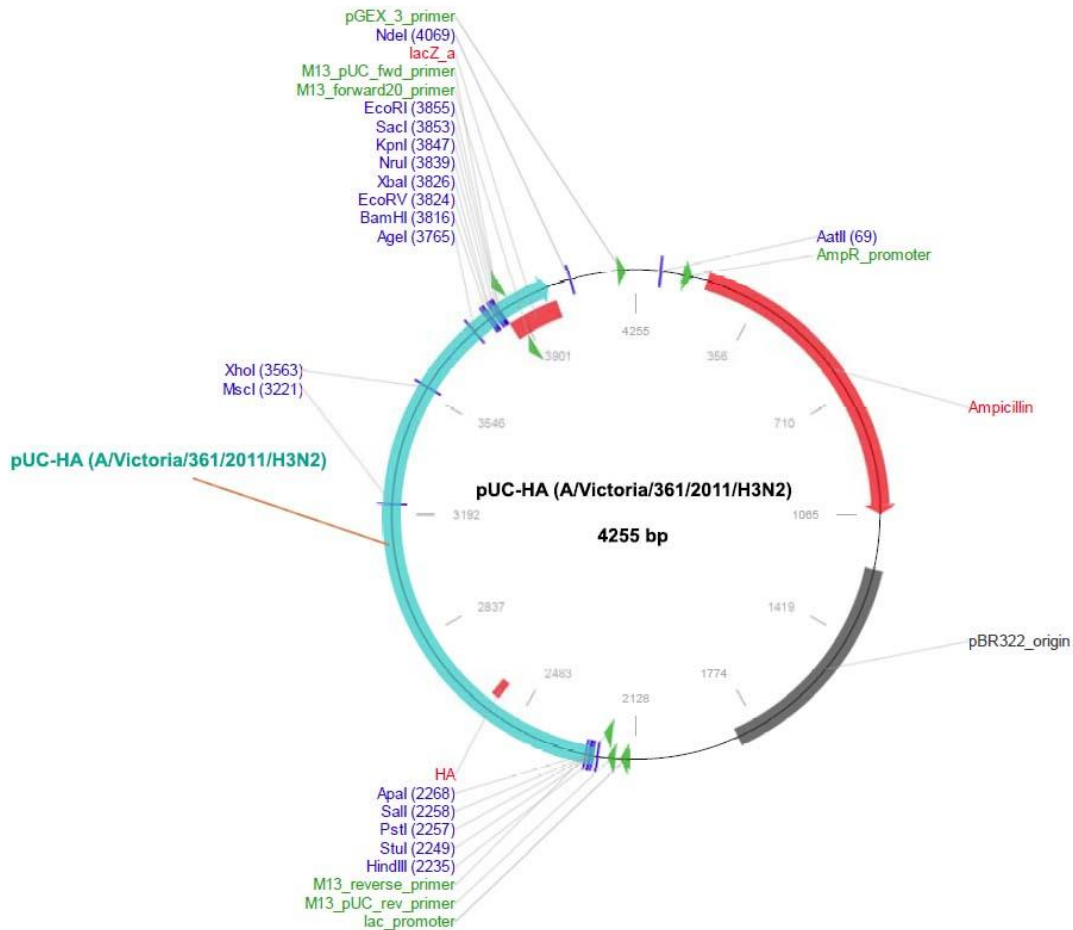 pGEX_3_primer
NdeI (4069)
lacZ_a
M13_pUC_fwd_primer
M13_forward20_primer
EcoRI (3855)
SacI (3853)
KpnI (3847)
NruI (3839)
XbaI (3826)
EcoRV (3824)
BamHI (3816)
AgeI (3765)
AatII (69)
AmpR_promoter
4255
356
3901
XhoI (3563)
MscI (3221)
Ampicillin
3546
710
pUC-HA (A/Victoria/361/2011/H3N2)
pUC-HA (A/Victoria/361/2011/H3N2)
3192
1065
4255 bp
2837
1419
pBR322_origin
2483
1774
2128
HA
ApaI (2268)
SalI (2258)
PstI (2257)
StuI (2249)
HindIII (2235)
M13_reverse_primer
M13_pUC_rev_primer
lac_promoter